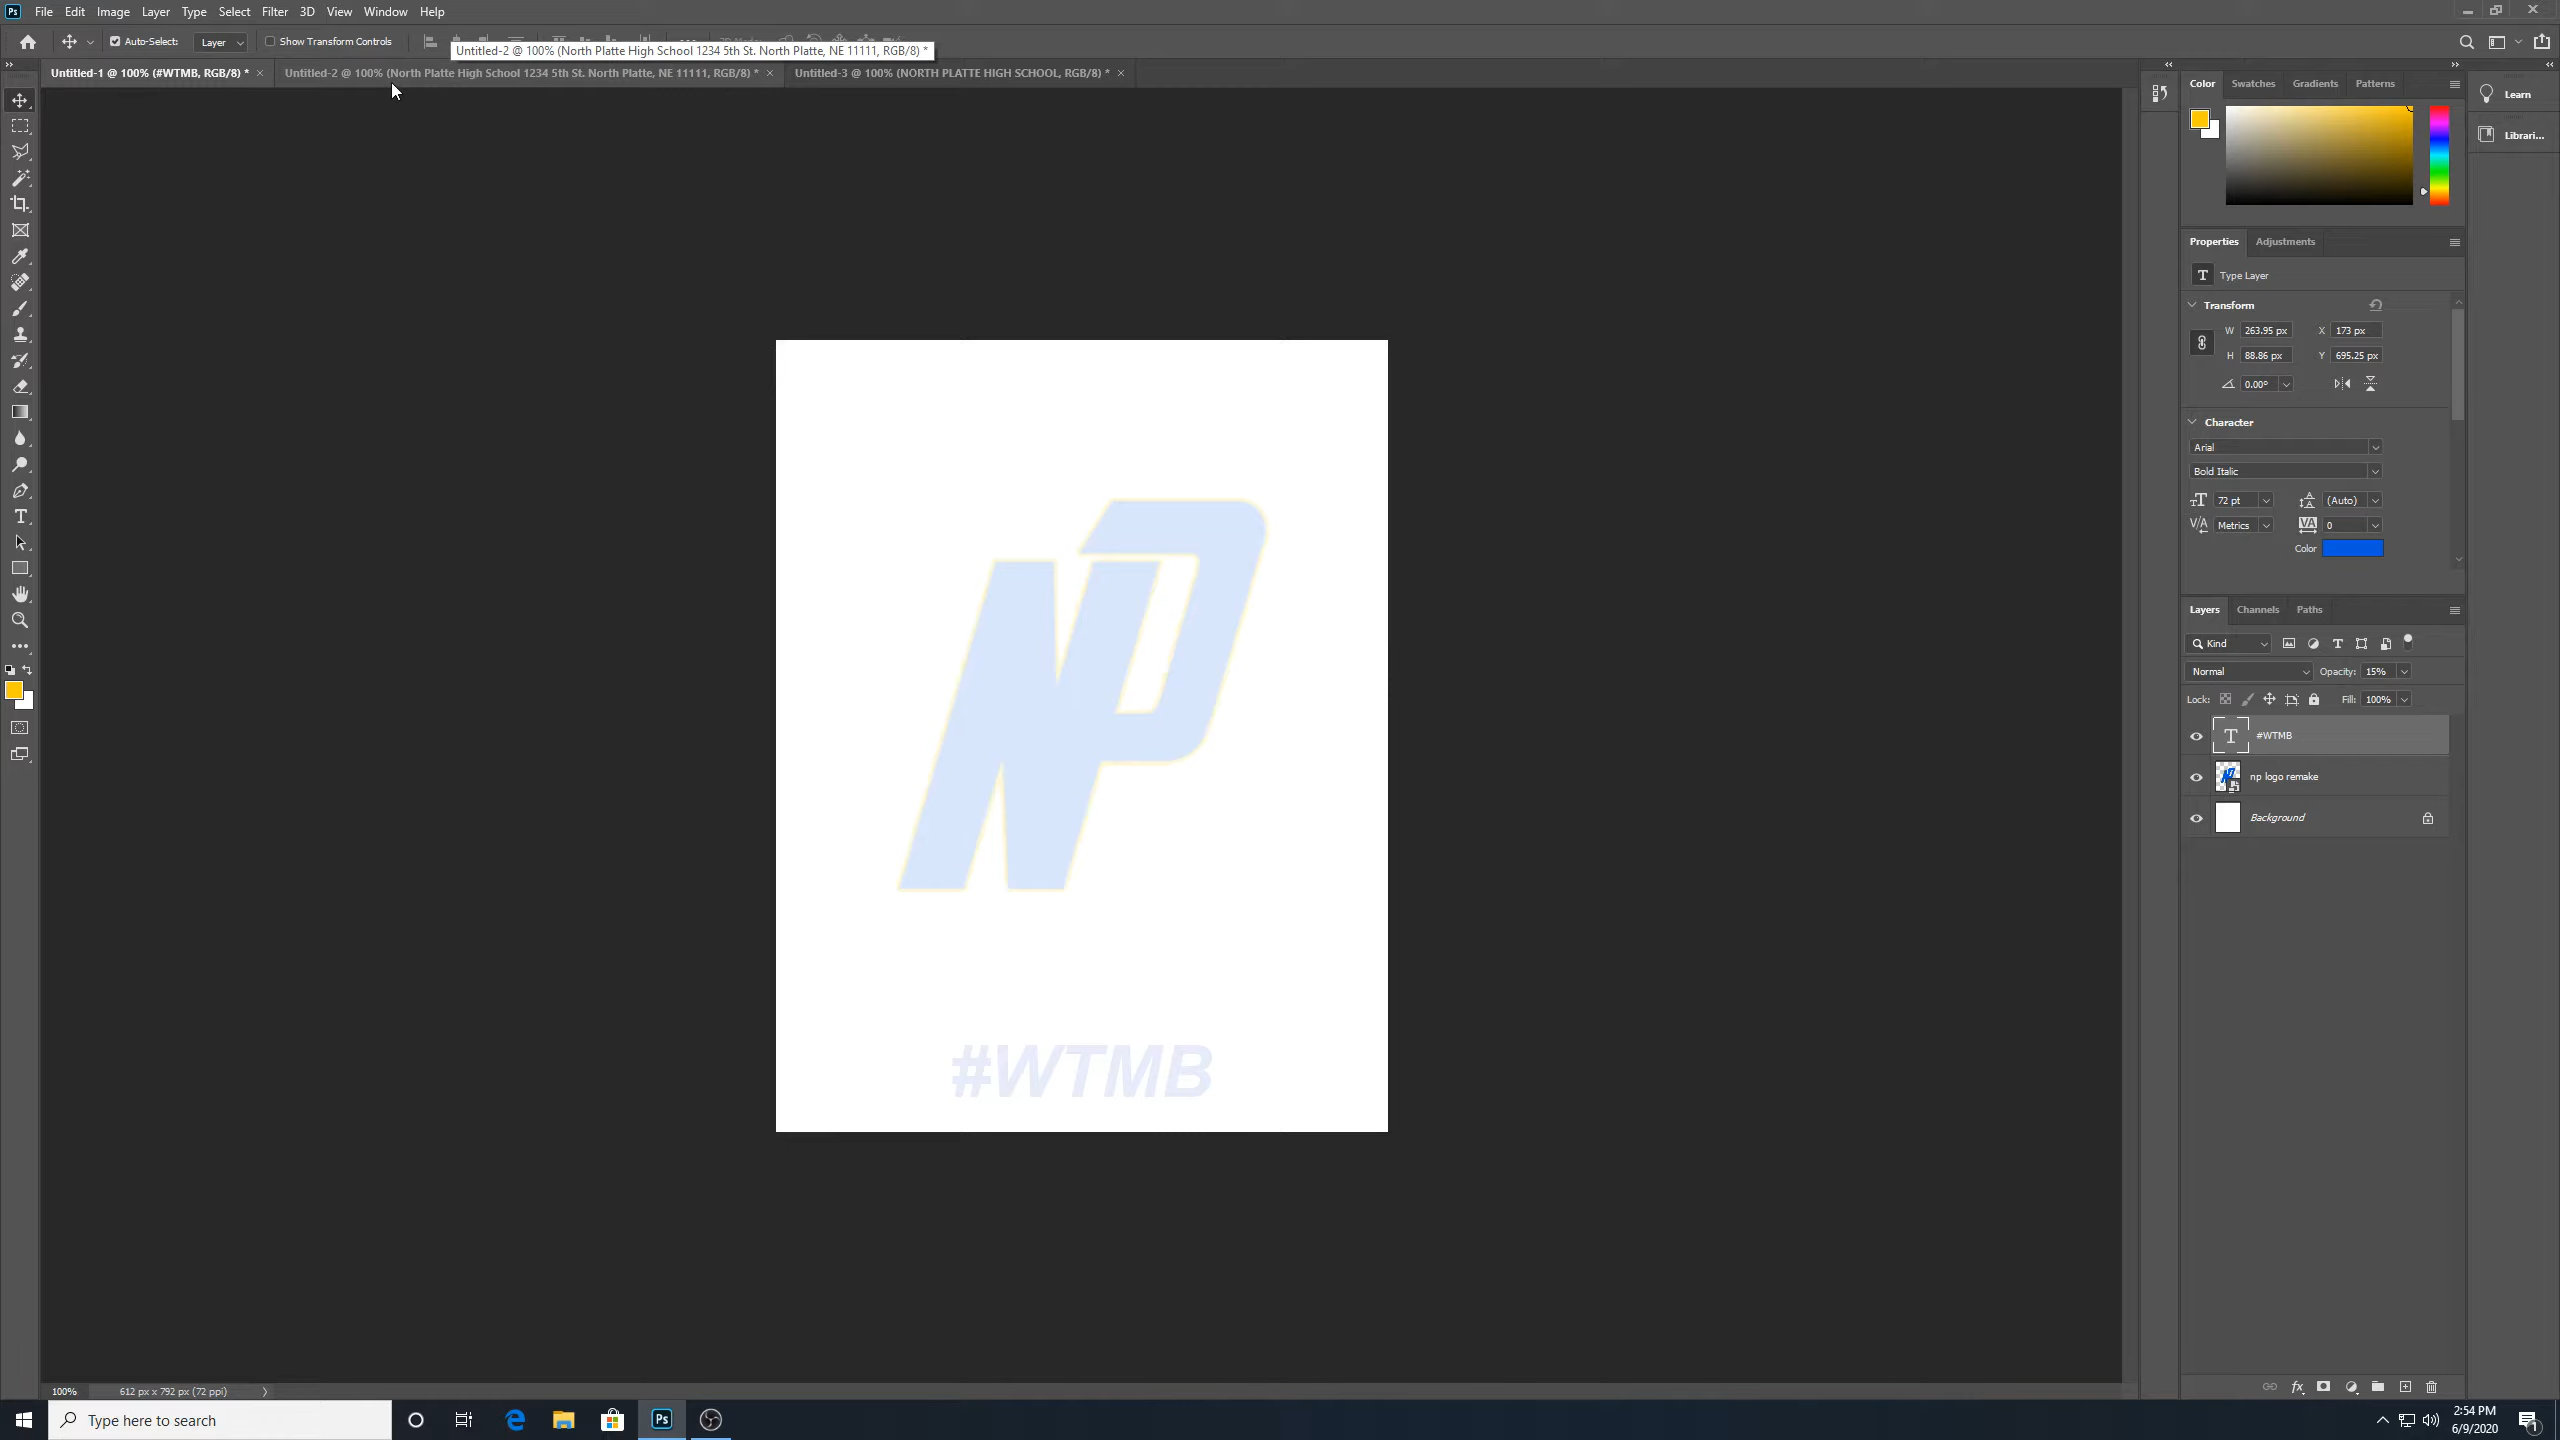 Ps File Edit Image Layer Type Select Filter 3D View Window Help
Auto-Select: Layer Show Transform Controls
Untitled-2 @ 100% (North Platte High School 1234 5th St. North Platte, NE 11111, RGB/8) *
Untitled-1 @ 100% (#WTMB, RGB/8) * × Untitled-2 @ 100% (North Platte High School 1234 5th St. North Platte, NE 11111, RGB/8) * × Untitled-3 @ 100% (NORTH PLATTE HIGH SCHOOL, RGB/8) * ×
Color Swatches Gradients Patterns
Learn
Librari...
Properties Adjustments
Type Layer
Transform
W 263.95 px X 173 px
H 88.86 px Y 695.25 px
0.00°
Character
Arial
Bold Italic
72 pt (Auto)
Metrics 0
Color
Layers Channels Paths
Kind
Normal Opacity: 15%
Lock: Fill: 100%
#WTMB
np logo remake
Background
NP
#WTMB
100% 612 px x 792 px (72 ppi)
Type here to search
Ps
2:54 PM
6/9/2020
1